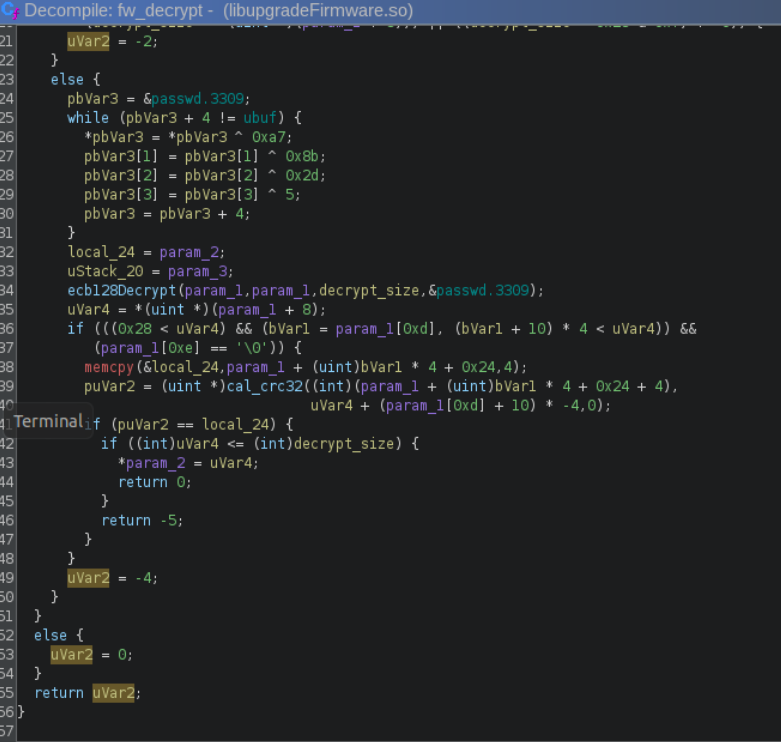 Decompile: fw_decrypt - (libupgradeFirmware.so)
21 uVar2 = -2;
22 }
23 else {
24 pbVar3 = &passwd.3309;
25 while (pbVar3 + 4 != ubuf) {
26 *pbVar3 = *pbVar3 ^ 0xa7;
27 pbVar3[1] = pbVar3[1] ^ 0x8b;
28 pbVar3[2] = pbVar3[2] ^ 0x2d;
29 pbVar3[3] = pbVar3[3] ^ 5;
30 pbVar3 = pbVar3 + 4;
31 }
32 local_24 = param_2;
33 uStack_20 = param_3;
34 ecb128Decrypt(param_1,param_1,decrypt_size,&passwd.3309);
35 uVar4 = *(uint *)(param_1 + 8);
36 if (((0x28 < uVar4) && (bVar1 = param_1[0xd], (bVar1 + 10) * 4 < uVar4)) &&
37 (param_1[0xe] == '\0')) {
38 memcpy(&local_24,param_1 + (uint)bVar1 * 4 + 0x24,4);
39 puVar2 = (uint *)cal_crc32((int)(param_1 + (uint)bVar1 * 4 + 0x24 + 4),
40 uVar4 + (param_1[0xd] + 10) * -4,0);
Terminal
if (puVar2 == local_24) {
42 if ((int)uVar4 <= (int)decrypt_size) {
43 *param_2 = uVar4;
44 return 0;
45 }
46 return -5;
47 }
48 }
49 uVar2 = -4;
50 }
51 }
52 else {
53 uVar2 = 0;
54 }
55 return uVar2;
56 }
57